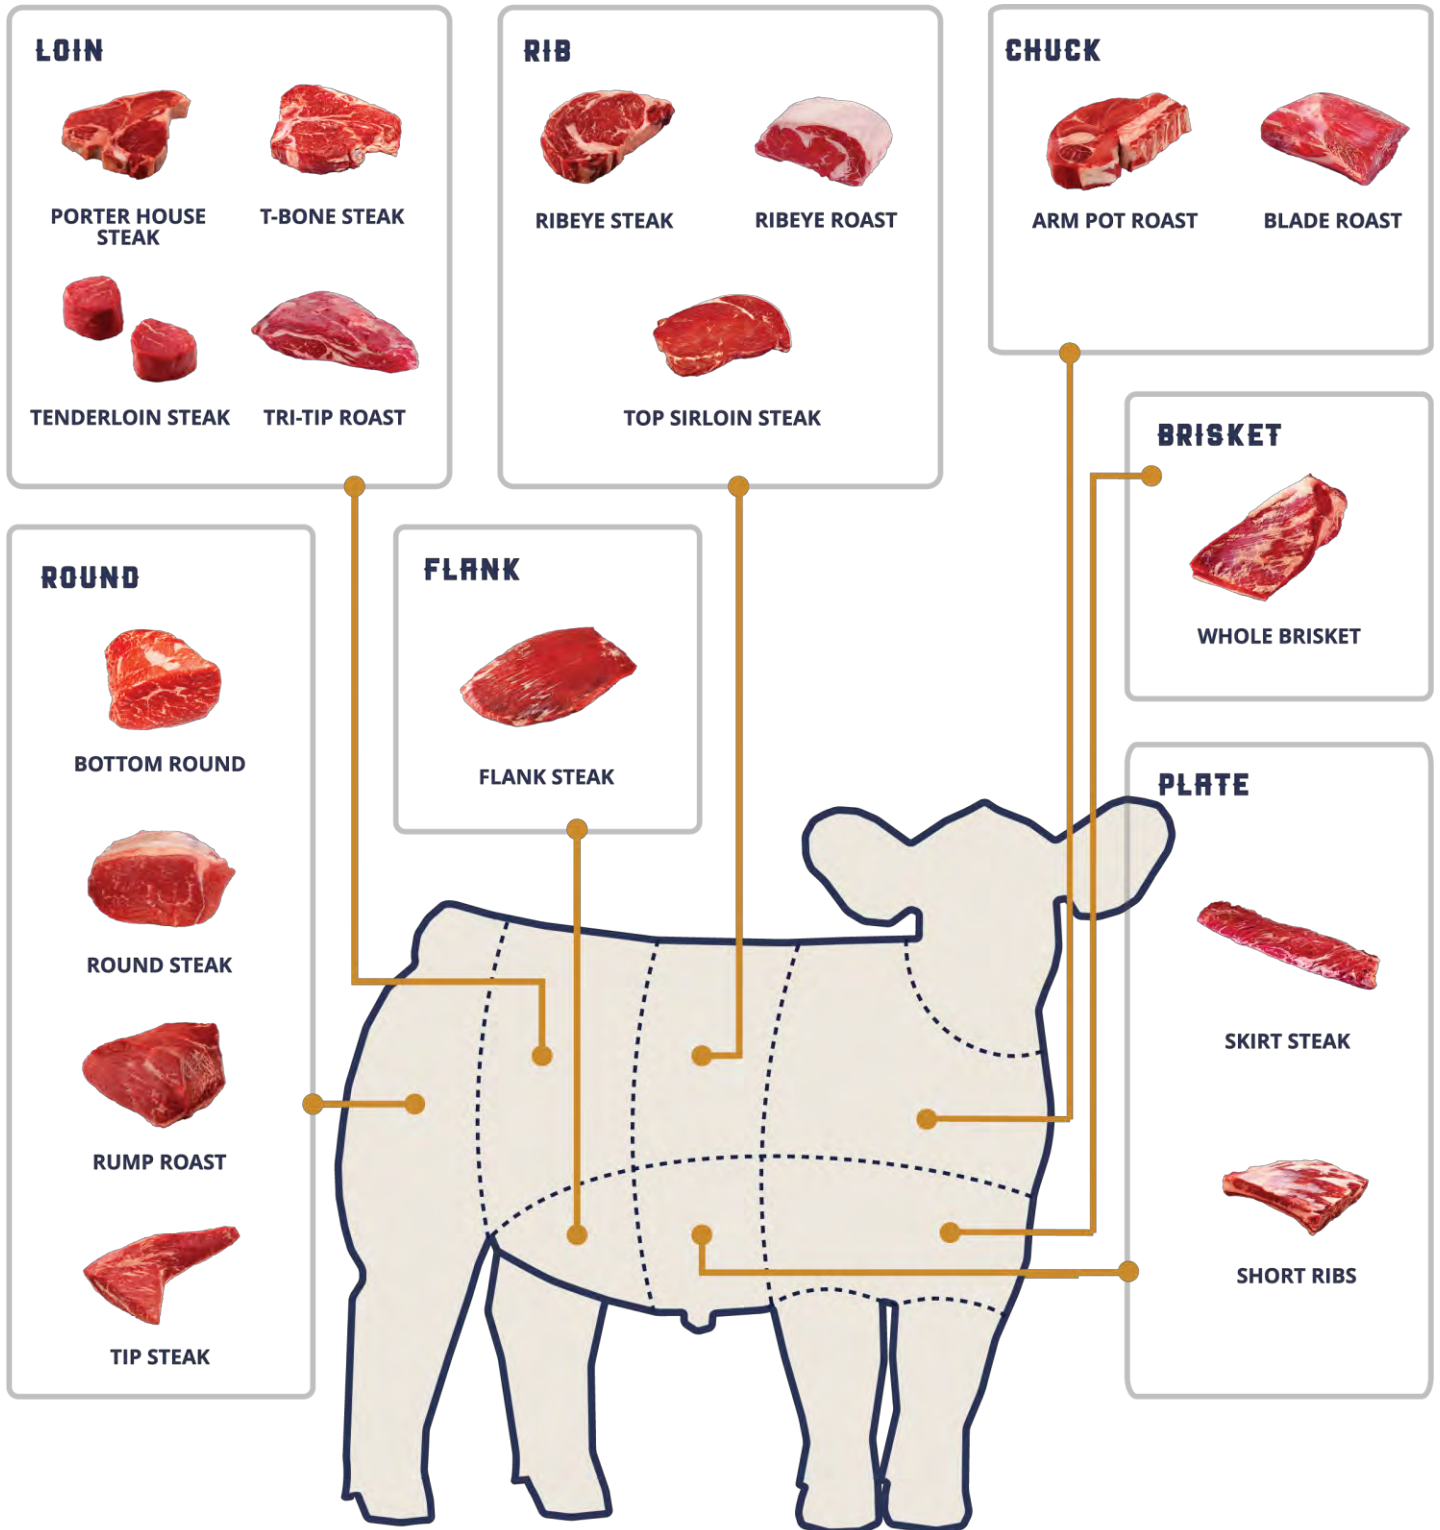 LOIN
PORTER HOUSE
STEAK
T-BONE STEAK
TENDERLOIN STEAK
TRI-TIP ROAST
RIB
RIBEYE STEAK
RIBEYE ROAST
TOP SIRLOIN STEAK
CHUCK
ARM POT ROAST
BLADE ROAST
BRISKET
WHOLE BRISKET
ROUND
BOTTOM ROUND
ROUND STEAK
RUMP ROAST
TIP STEAK
FLANK
FLANK STEAK
PLATE
SKIRT STEAK
SHORT RIBS